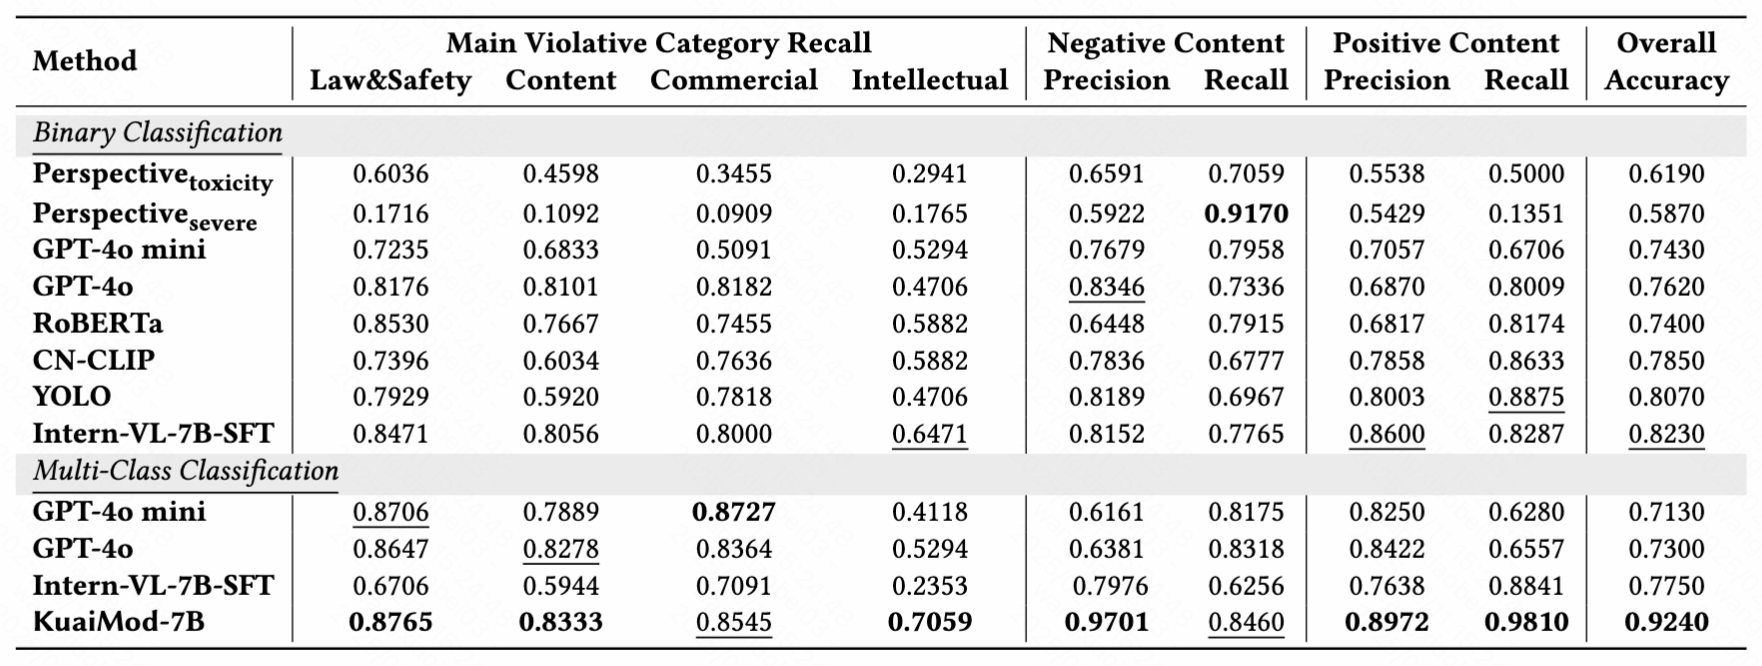 Method Main Violative Category Recall Negative Content Positive Content Overall
Law&Safety Content Commercial Intellectual Precision Recall Precision Recall Accuracy
Binary Classification
Perspective toxicity 0.6036 0.4598 0.3455 0.2941 0.6591 0.7059 0.5538 0.5000 0.6190
Perspective severe 0.1716 0.1092 0.0909 0.1765 0.5922 0.9170 0.5429 0.1351 0.5870
GPT-4o mini 0.7235 0.6833 0.5091 0.5294 0.7679 0.7958 0.7057 0.6706 0.7430
GPT-4o 0.8176 0.8101 0.8182 0.4706 0.8346 0.7336 0.6870 0.8009 0.7620
RoBERTa 0.8530 0.7667 0.7455 0.5882 0.6448 0.7915 0.6817 0.8174 0.7400
CN-CLIP 0.7396 0.6034 0.7636 0.5882 0.7836 0.6777 0.7858 0.8633 0.7850
YOLO 0.7929 0.5920 0.7818 0.4706 0.8189 0.6967 0.8003 0.8875 0.8070
Intern-VL-7B-SFT 0.8471 0.8056 0.8000 0.6471 0.8152 0.7765 0.8600 0.8287 0.8230
Multi-Class Classification
GPT-4o mini 0.8706 0.7889 0.8727 0.4118 0.6161 0.8175 0.8250 0.6280 0.7130
GPT-4o 0.8647 0.8278 0.8364 0.5294 0.6381 0.8318 0.8422 0.6557 0.7300
Intern-VL-7B-SFT 0.6706 0.5944 0.7091 0.2353 0.7976 0.6256 0.7638 0.8841 0.7750
KuaiMod-7B 0.8765 0.8333 0.8545 0.7059 0.9701 0.8460 0.8972 0.9810 0.9240